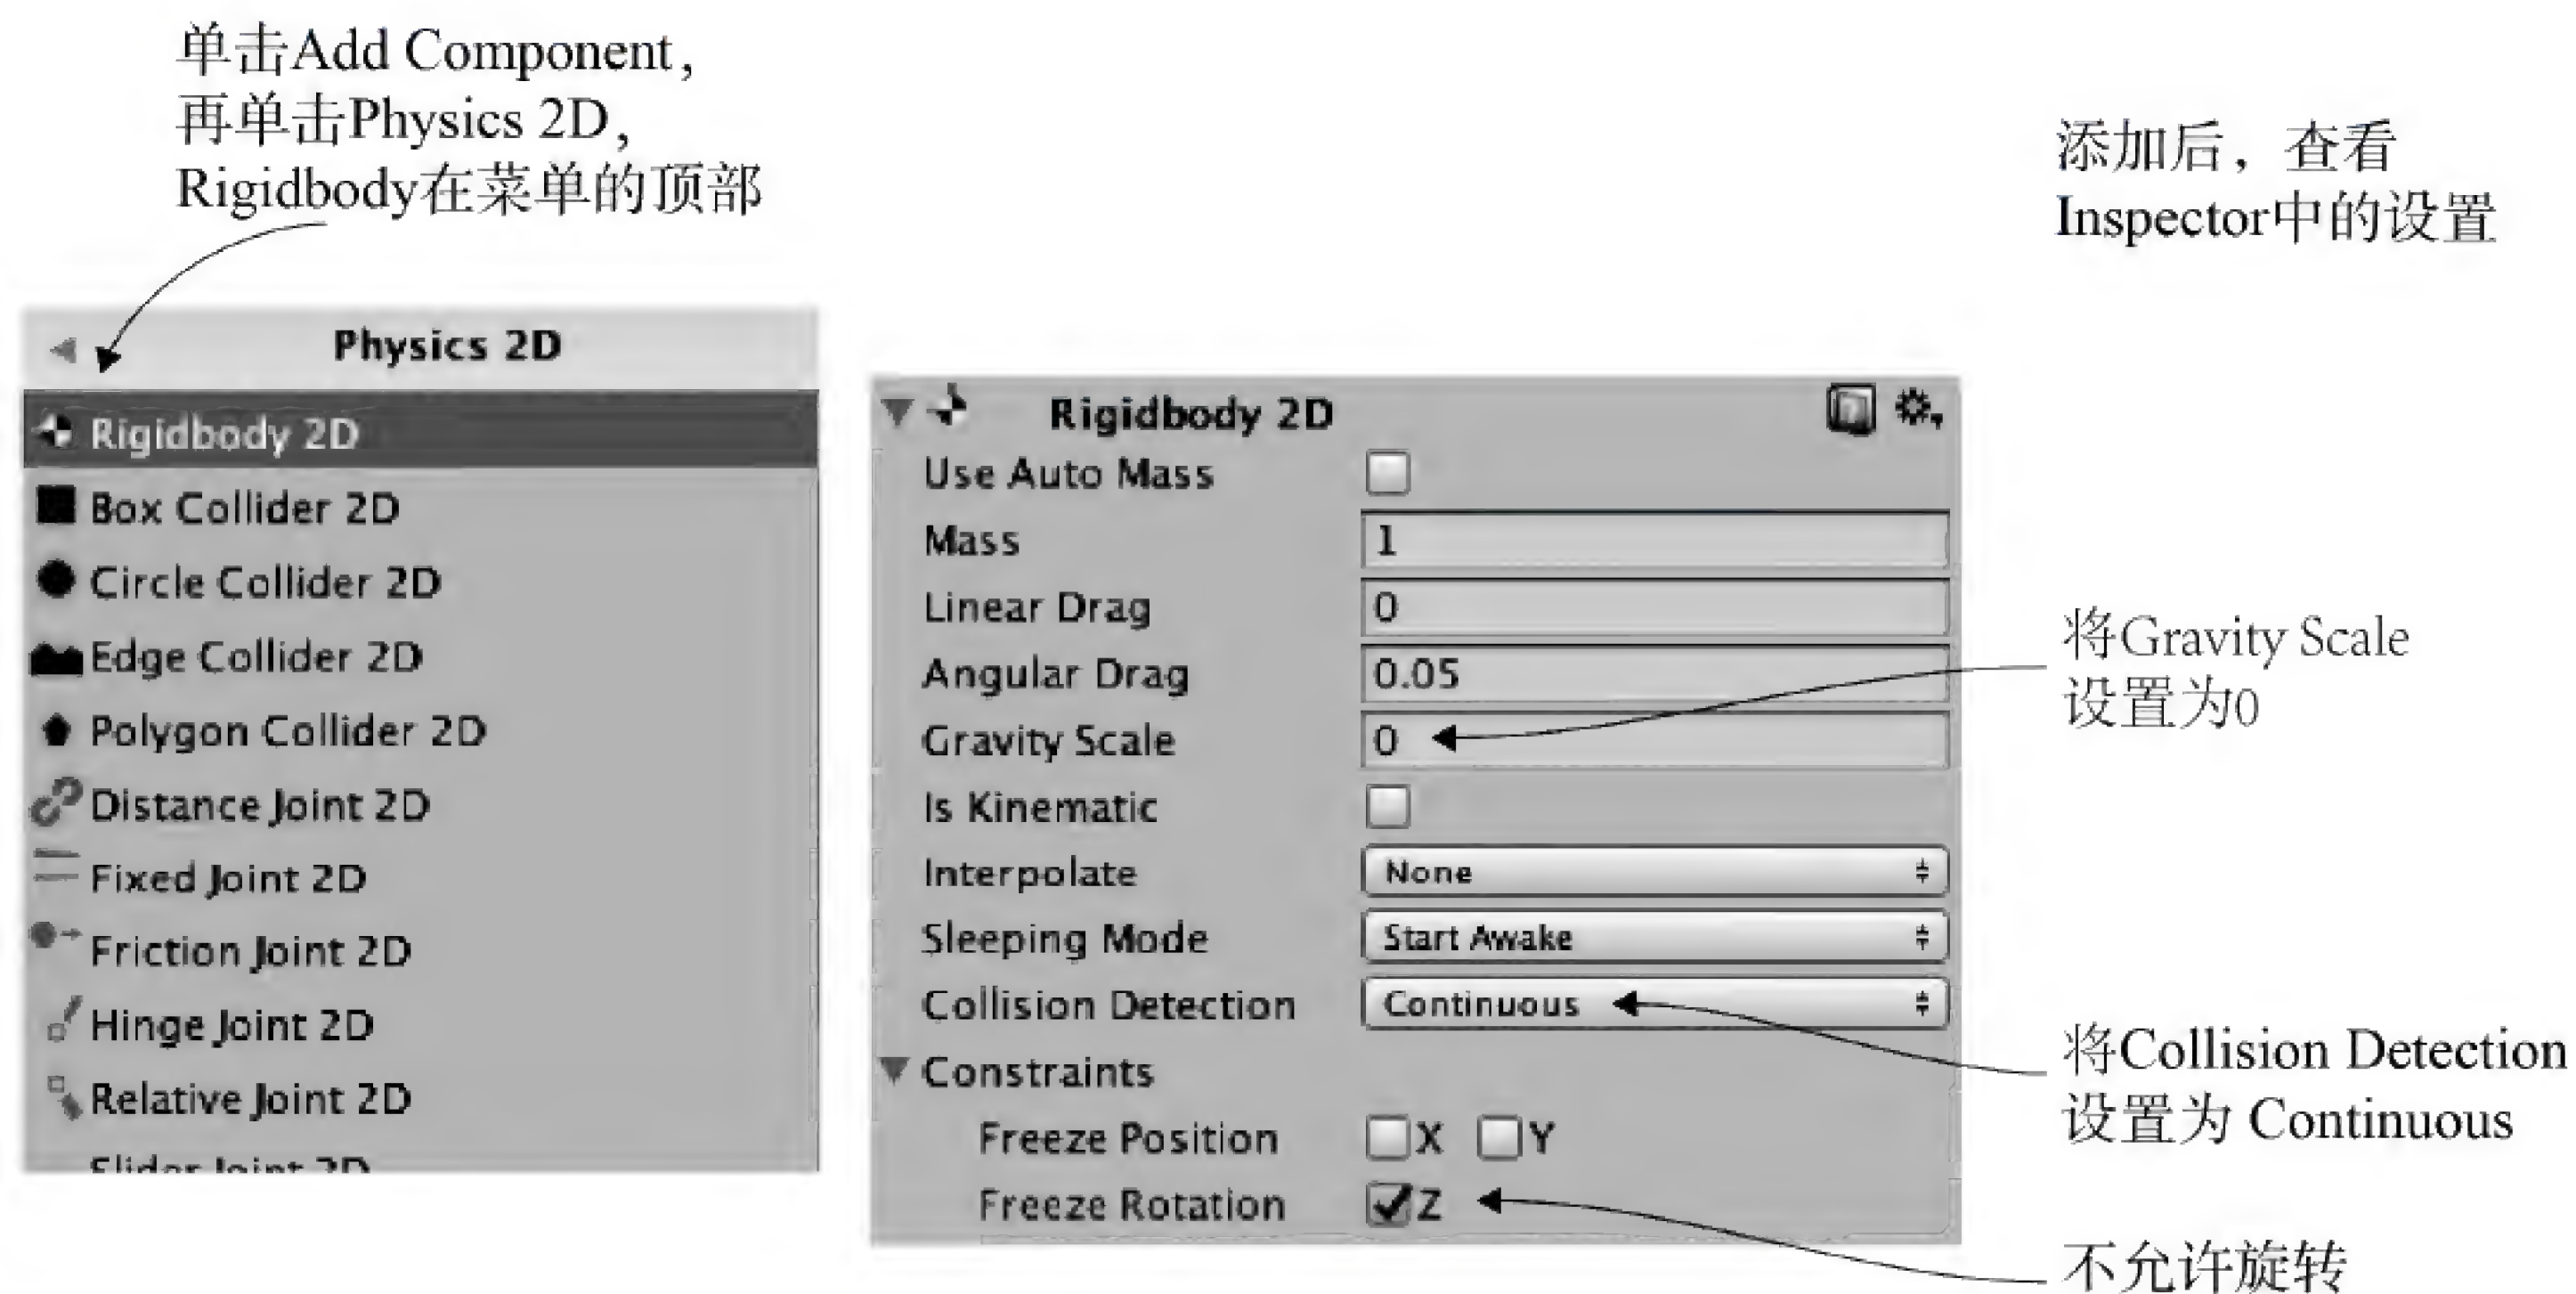 单击Add Component，
再单击Physics 2D，
Rigidbody在菜单的顶部
添加后，查看
Inspector中的设置
Physics 2D
Rigidbody 2D
Box Collider 2D
Circle Collider 2D
Edge Collider 2D
Polygon Collider 2D
Distance Joint 2D
Fixed Joint 2D
Friction Joint 2D
Hinge Joint 2D
Relative Joint 2D
Slider Joint 2D
Rigidbody 2D
Use Auto Mass
Mass 1
Linear Drag 0
Angular Drag 0.05
Gravity Scale 0
Is Kinematic
Interpolate None
Sleeping Mode Start Awake
Collision Detection Continuous
Constraints
Freeze Position X Y
Freeze Rotation Z
将Gravity Scale
设置为0
将Collision Detection
设置为 Continuous
不允许旋转